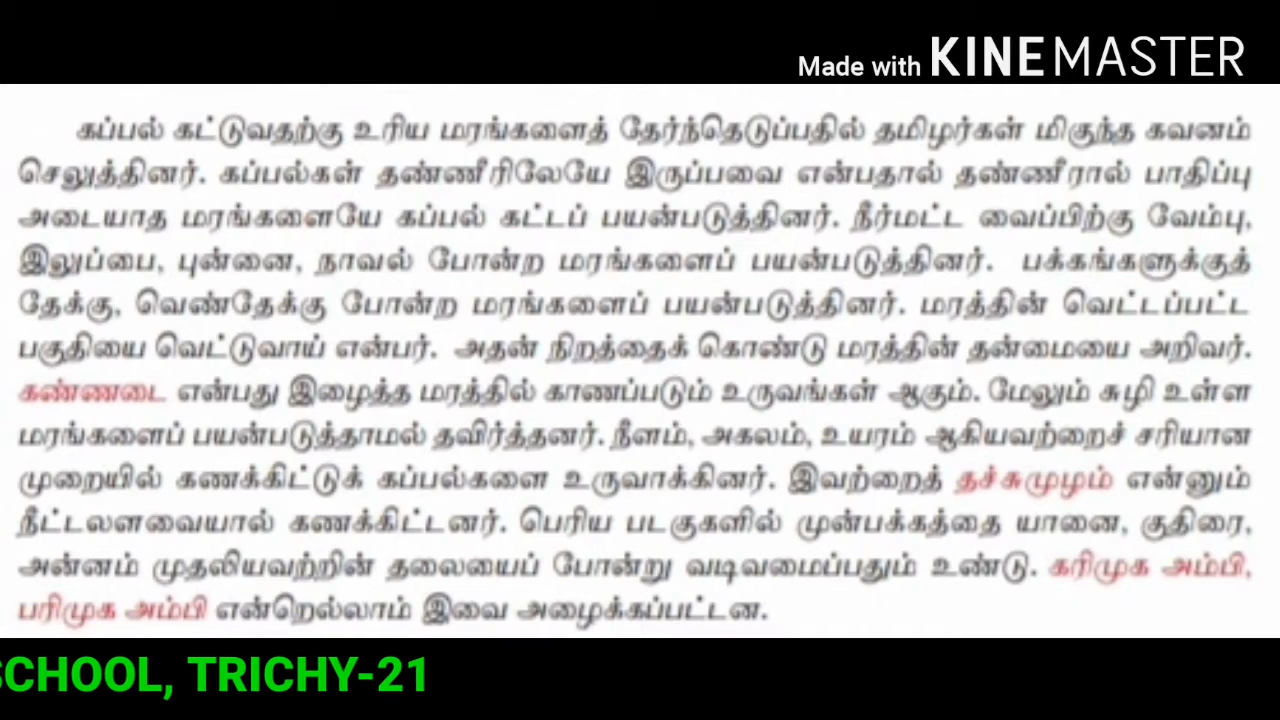 Made with KINEMASTER
கப்பல் கட்டுவதற்கு உரிய மரங்களைத் தேர்ந்தெடுப்பதில் தமிழர்கள் மிகுந்த கவனம்
செலுத்தினர். கப்பல்கள் தண்ணீரிலேயே இருப்பவை என்பதால் தண்ணீரால் பாதிப்பு
அடையாத மரங்களையே கப்பல் கட்டப் பயன்படுத்தினர். நீர்மட்ட வைப்பிற்கு வேம்பு,
இலுப்பை, புன்னை, நாவல் போன்ற மரங்களைப் பயன்படுத்தினர். பக்கங்களுக்குத்
தேக்கு, வெண்தேக்கு போன்ற மரங்களைப் பயன்படுத்தினர். மரத்தின் வெட்டப்பட்ட
பகுதியை வெட்டுவாய் என்பர். அதன் நிறத்தைக் கொண்டு மரத்தின் தன்மையை அறிவர்.
கண்ணடை என்பது இழைத்த மரத்தில் காணப்படும் உருவங்கள் ஆகும். மேலும் சுழி உள்ள
மரங்களைப் பயன்படுத்தாமல் தவிர்த்தனர். நீளம், அகலம், உயரம் ஆகியவற்றைச் சரியான
முறையில் கணக்கிட்டுக் கப்பல்களை உருவாக்கினர். இவற்றைத் தச்சுமுழம் என்னும்
நீட்டலளவையால் கணக்கிட்டனர். பெரிய படகுகளில் முன்பக்கத்தை யானை, குதிரை,
அன்னம் முதலியவற்றின் தலையைப் போன்று வடிவமைப்பதும் உண்டு. கரிமுக அம்பி,
பரிமுக அம்பி என்றெல்லாம் இவை அழைக்கப்பட்டன.
SCHOOL, TRICHY-21